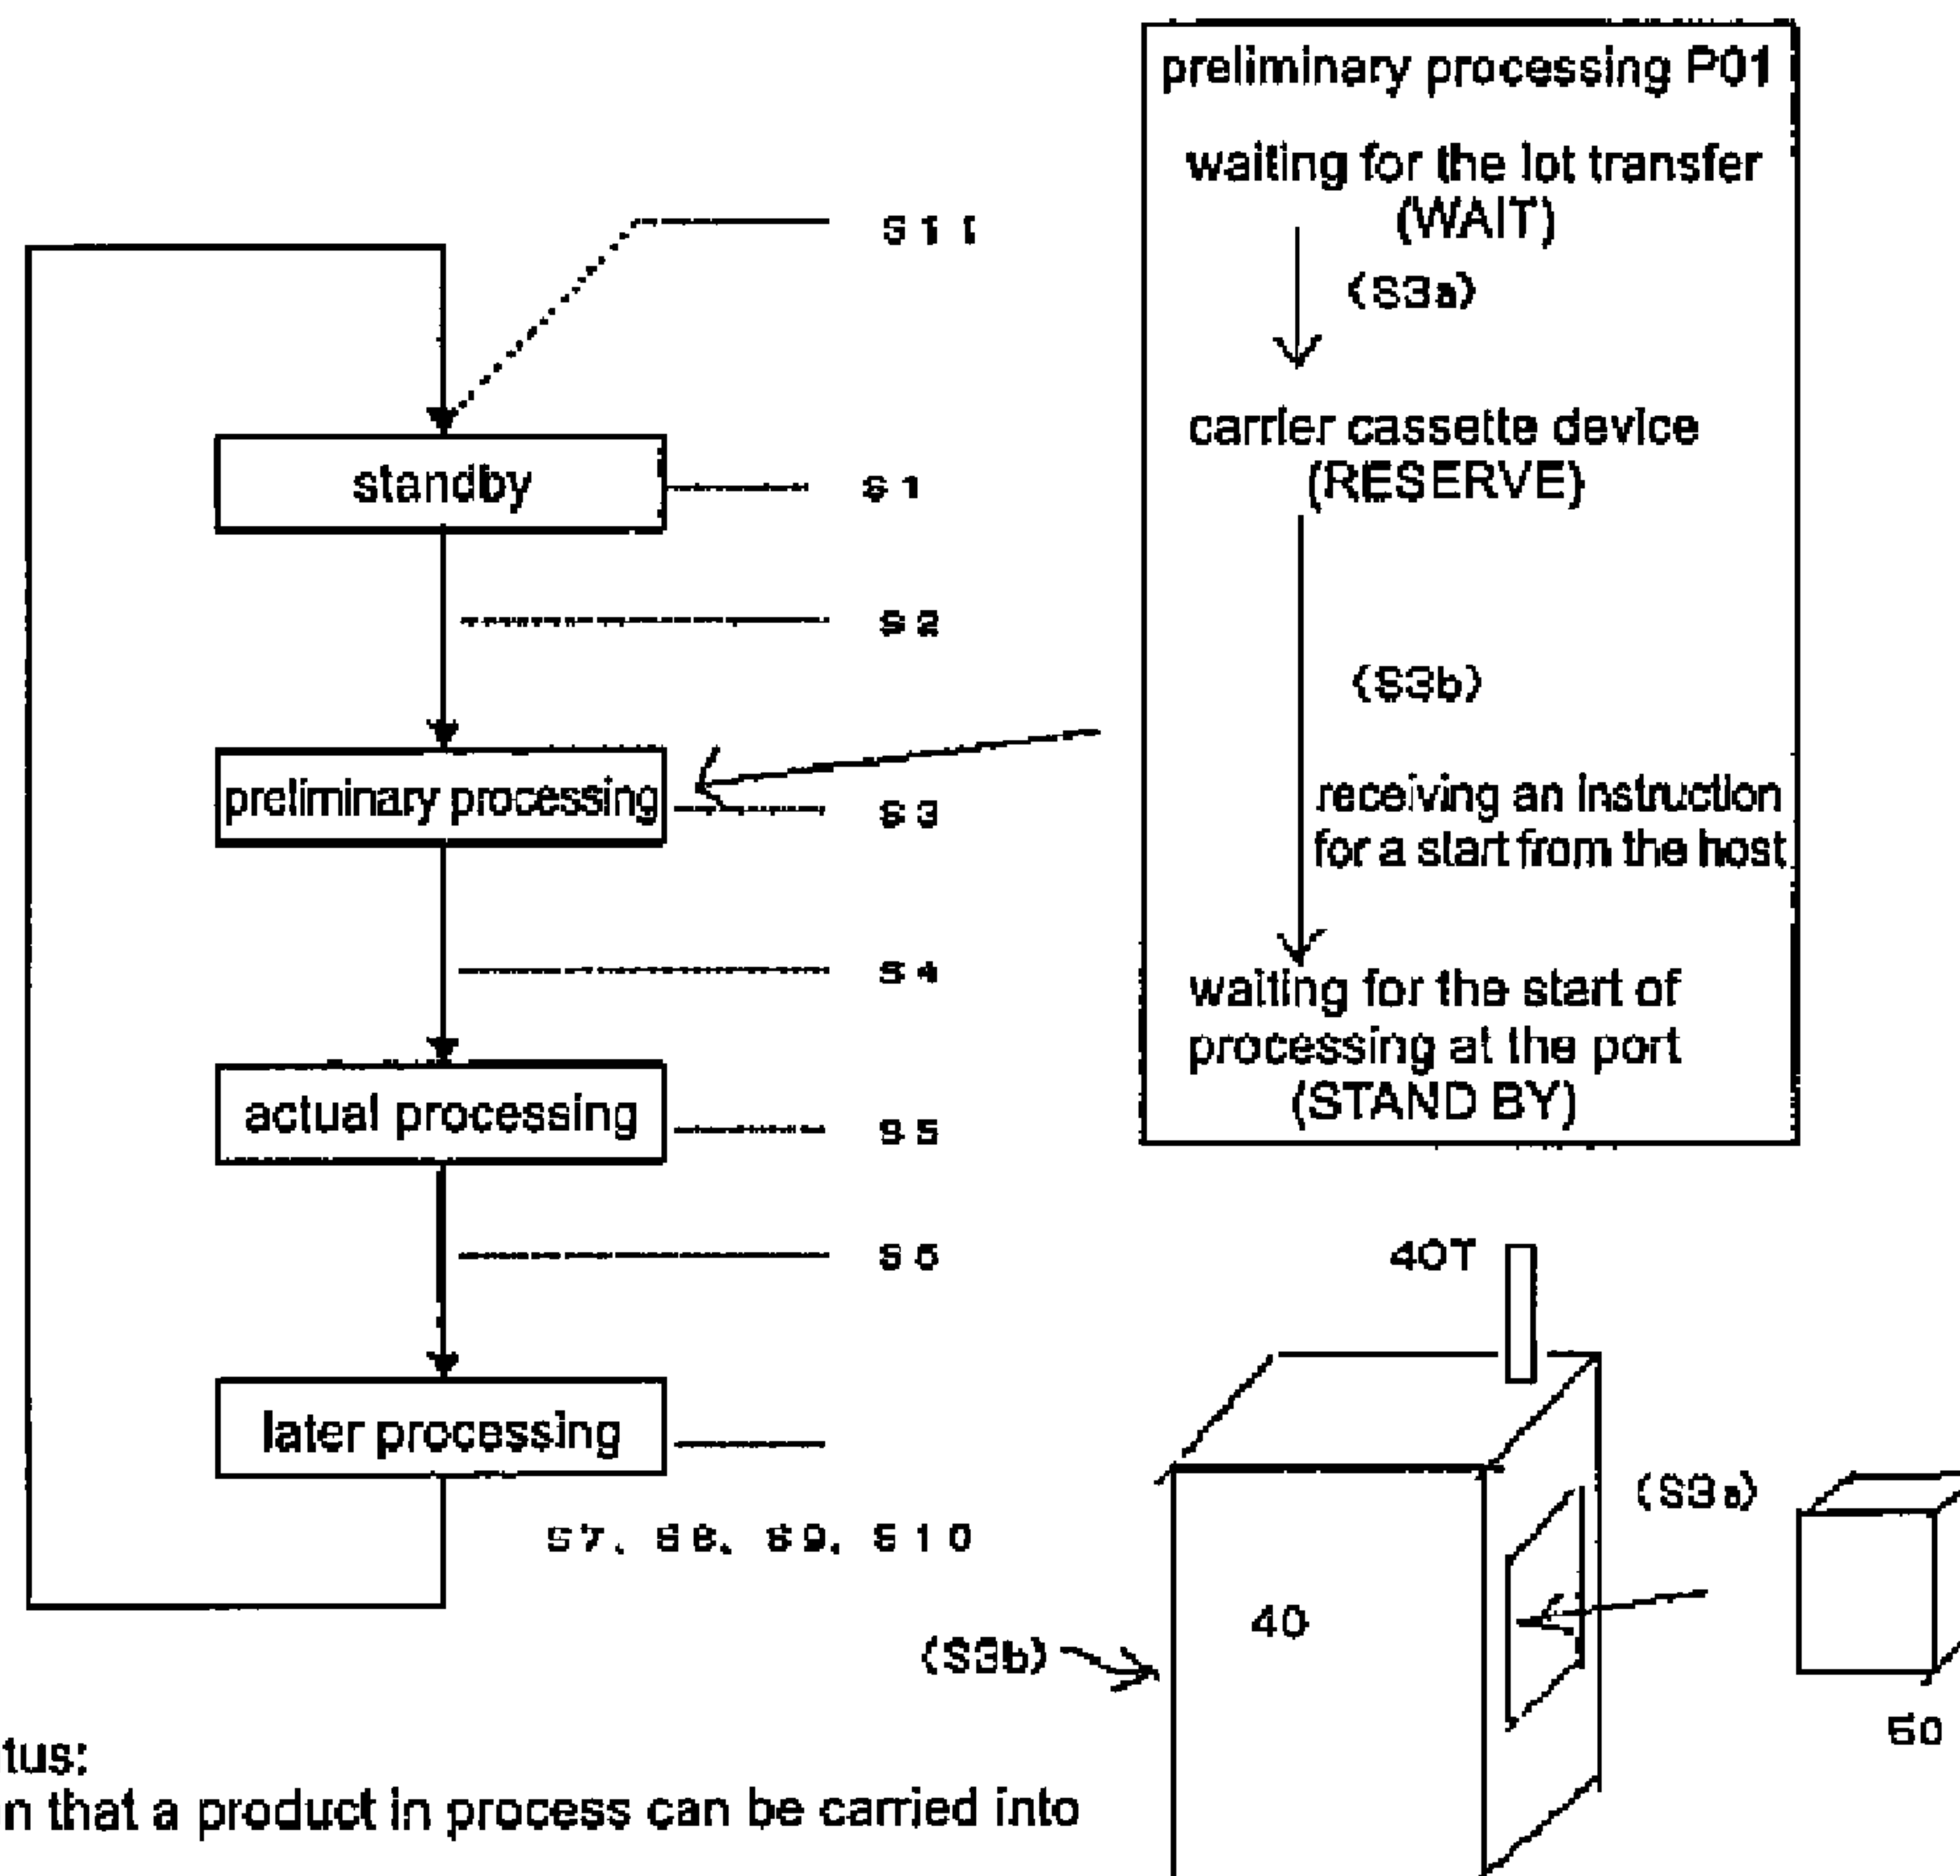 preliminary processing P01
waiting for the lot transfer
(WAIT)
(S3a)
carrier cassette device
(RESERVE)
(S3b)
receiving an instruction
for a start from the host
waiting for the start of
processing at the port
(STAND BY)
S11
standby
S1
S2
preliminary processing
S3
S4
actual processing
S5
S6
later processing
S7, S8, S9, S10
40T
(S3a)
40
(S3b)
50
tus:
n that a product in process can be carried into